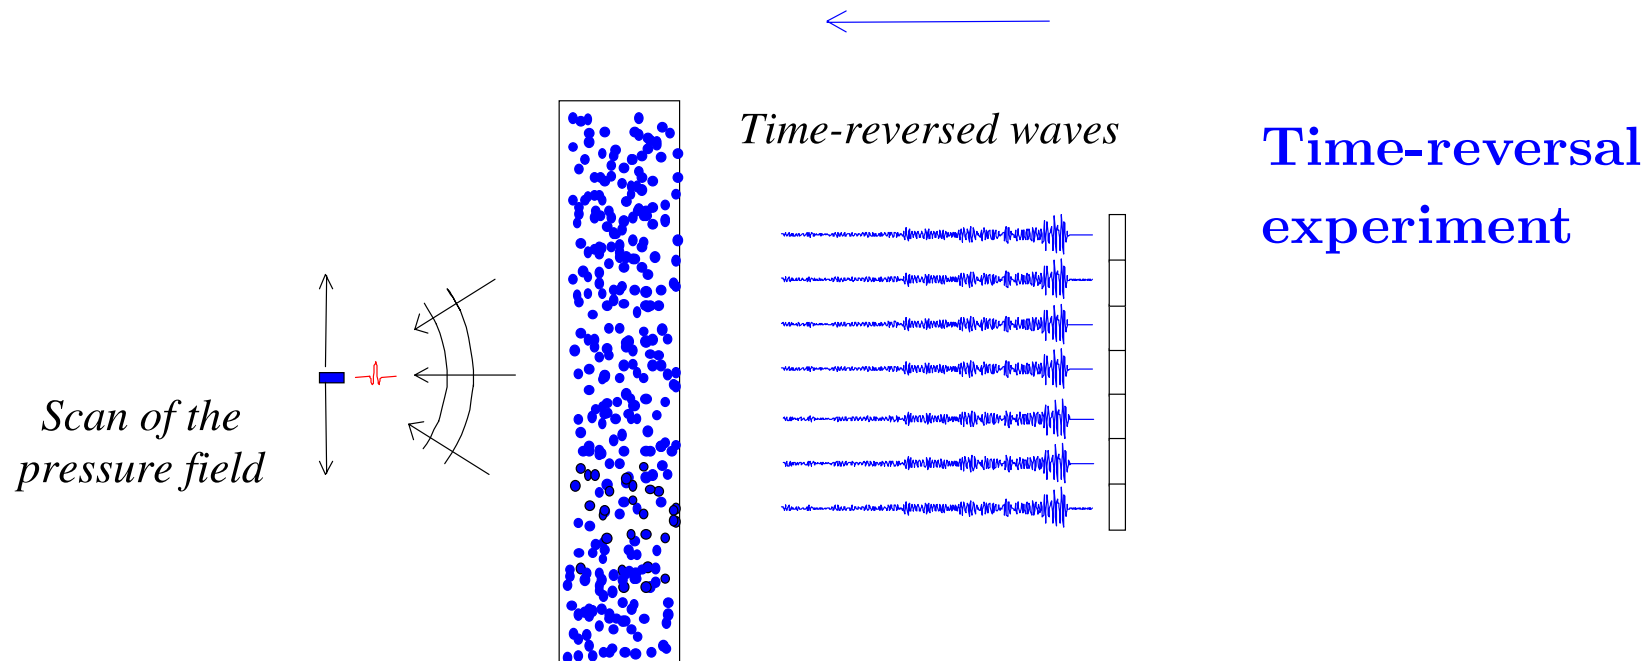 Time-reversed waves
Time-reversal
experiment
Scan of the
pressure field